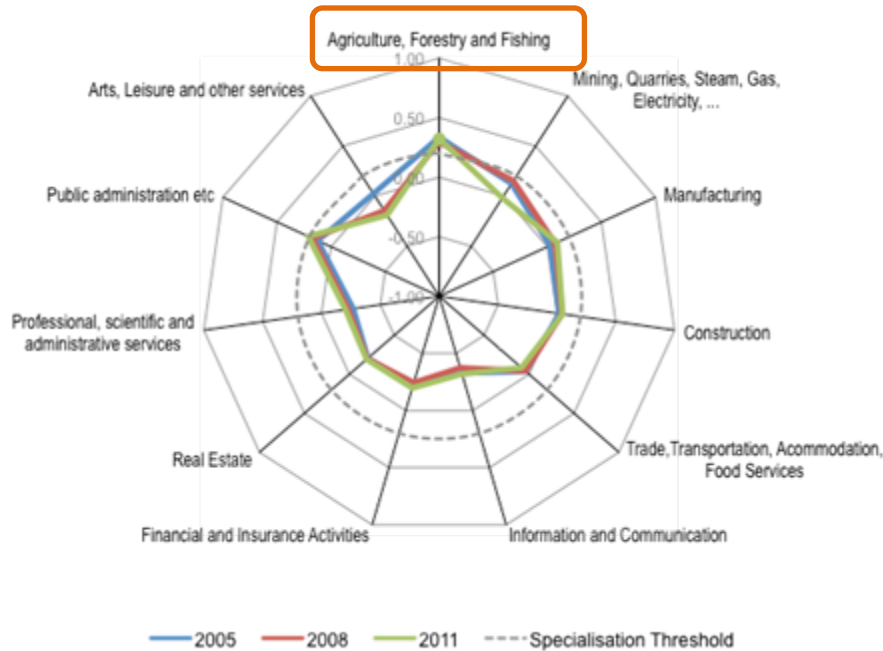 Agriculture, Forestry and Fishing
1.00
Arts, Leisure and other services
Mining, Quarries, Steam, Gas,
Electricity, ...
0.50
Public administration etc
0.00
Manufacturing
-0.50
-1.00
Professional, scientific and
administrative services
Construction
Real Estate
Trade,Transportation, Acommodation,
Food Services
Financial and Insurance Activities
Information and Communication
2005
2008
2011
Specialisation Threshold